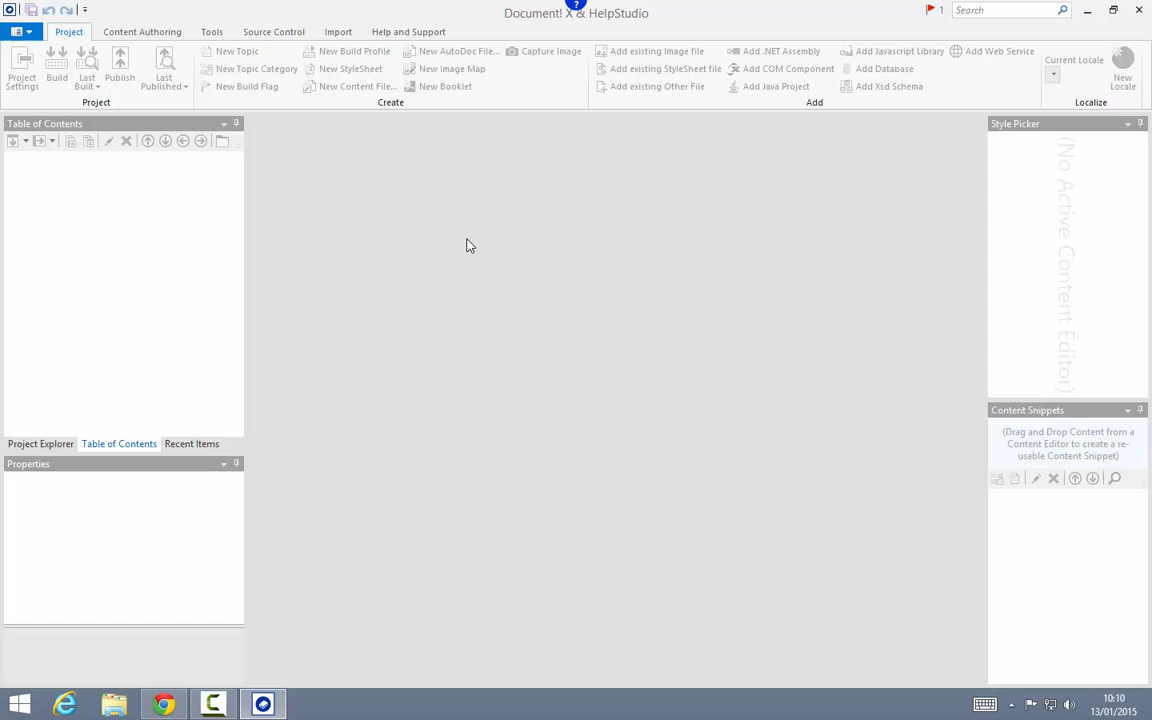 Document! X & HelpStudio
?
1
Search
Project
Content Authoring
Tools
Source Control
Import
Help and Support
Project Settings
Build
Last Built
Publish
Last Published
Project
New Topic
New Topic Category
New Build Flag
New Build Profile
New StyleSheet
New Content File...
New AutoDoc File...
New Image Map
New Booklet
Capture Image
Create
Add existing Image file
Add existing StyleSheet file
Add existing Other File
Add .NET Assembly
Add COM Component
Add Java Project
Add Javascript Library
Add Database
Add Xsd Schema
Add Web Service
Add
Current Locale
New Locale
Localize
Table of Contents
Project Explorer
Table of Contents
Recent Items
Properties
Style Picker
(No Active Content Editor)
Content Snippets
(Drag and Drop Content from a
Content Editor to create a re-
usable Content Snippet)
10:10
13/01/2015